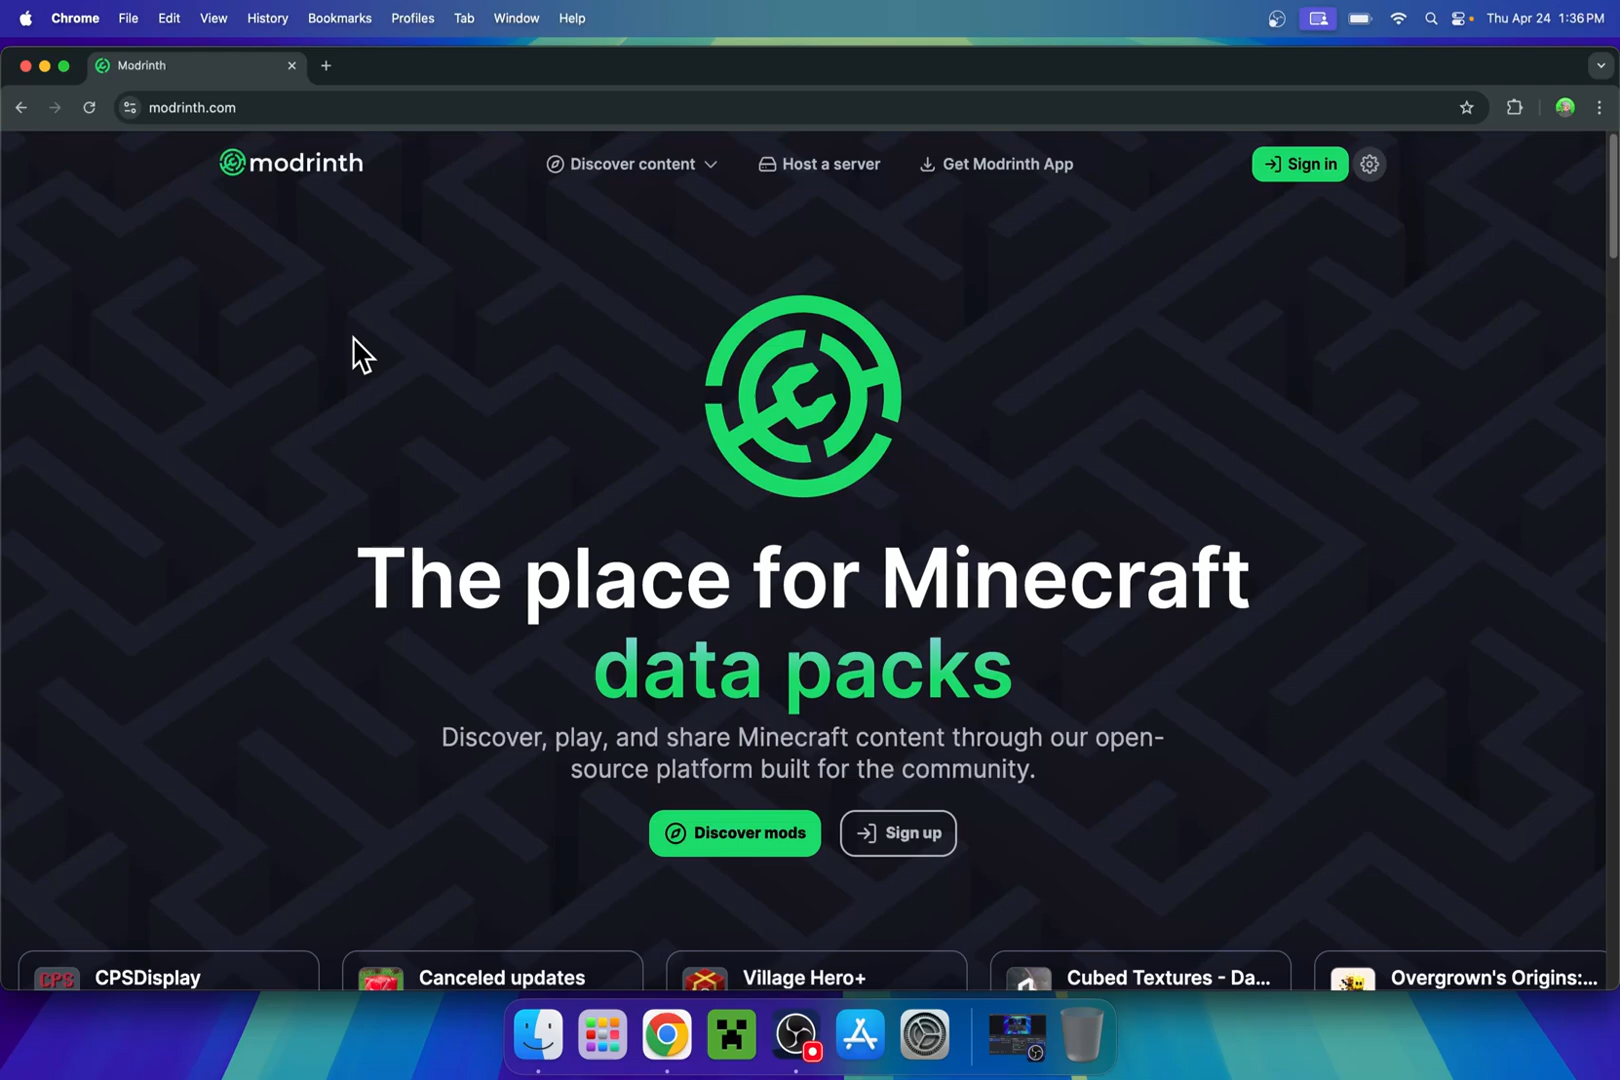 Chrome File Edit View History Bookmarks Profiles Tab Window Help Thu Apr 24 1:36 PM
Modrinth
modrinth.com
modrinth Discover content Host a server Get Modrinth App Sign in
The place for Minecraft
data packs
Discover, play, and share Minecraft content through our open-
source platform built for the community.
Discover mods Sign up
CPS CPSDisplay Canceled updates Village Hero+ Cubed Textures - Da... Overgrown's Origins:...